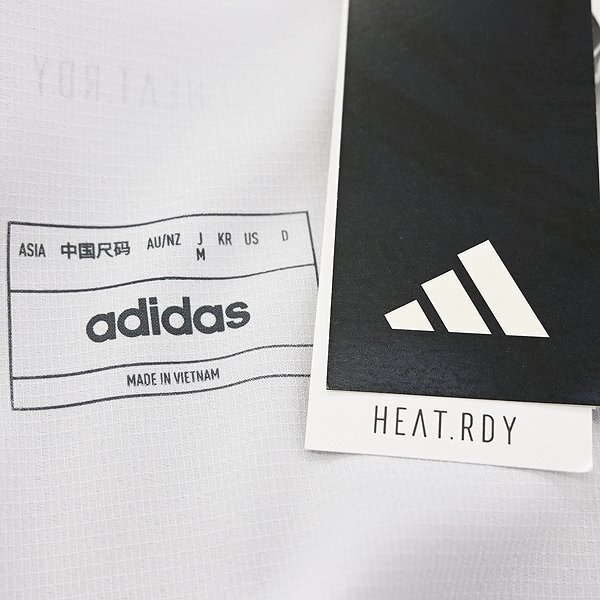 HEAT.RDY
ASIA 中国尺码 AU/NZ J KR US D
M
adidas
MADE IN VIETNAM
HEAT.RDY